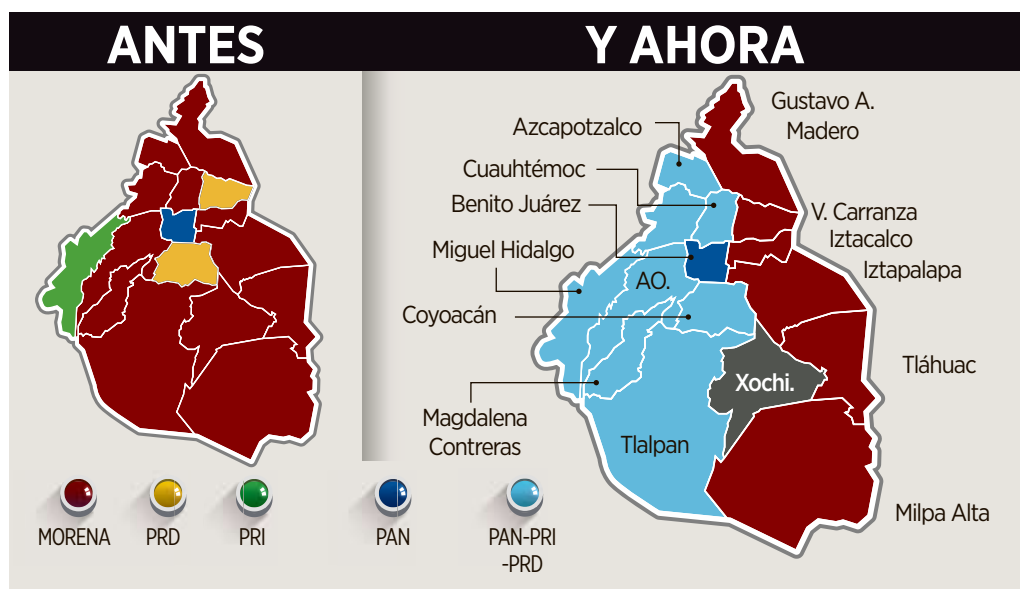 ANTES
Y AHORA
Gustavo A.
Madero
Azcapotzalco
Cuauhtémoc
Benito Juárez
V. Carranza
Iztacalco
Miguel Hidalgo
Iztapalapa
AO.
Coyoacán
Tláhuac
Xochi.
Magdalena
Contreras
Tlalpan
Milpa Alta
MORENA
PRD
PRI
PAN
PAN-PRI
-PRD